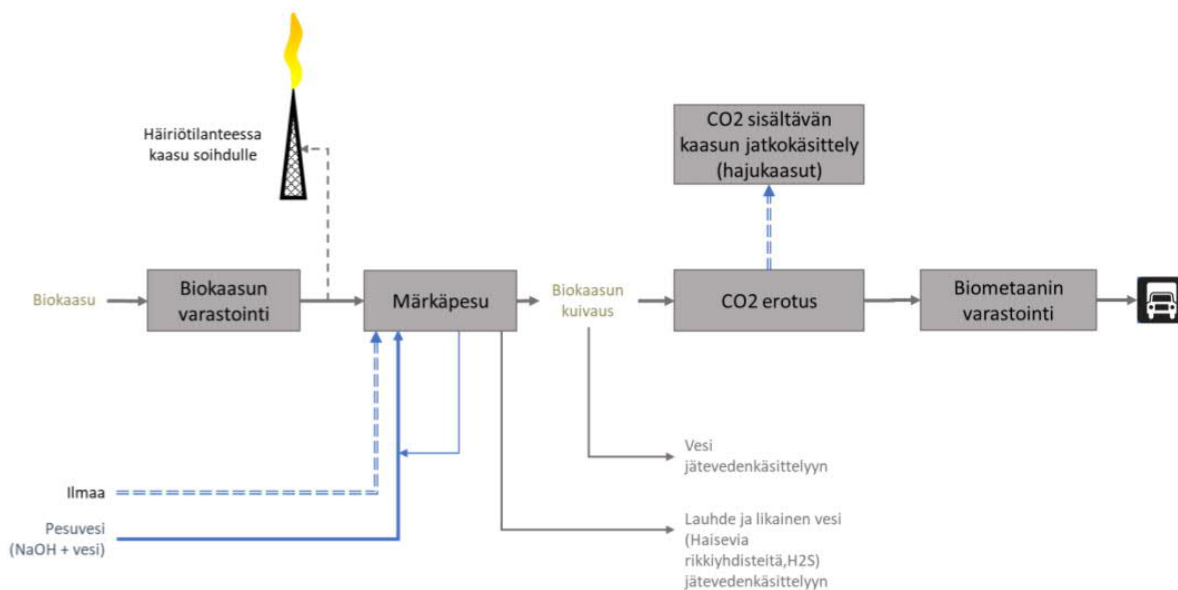 Häiriötilanteessa
kaasu soihdulle
CO2 sisältävän
kaasun jatkokäsittely
(hajukaasut)
Biokaasu
Biokaasun
varastointi
Märkäpesu
Biokaasun
kuivaus
CO2 erotus
Biometaanin
varastointi
Vesi
jätevedenkäsittelyyn
Ilmaa
Pesuvesi
(NaOH + vesi)
Lauhde ja likainen vesi
(Haisevia
rikkiyhdisteitä,H2S)
jätevedenkäsittelyyn